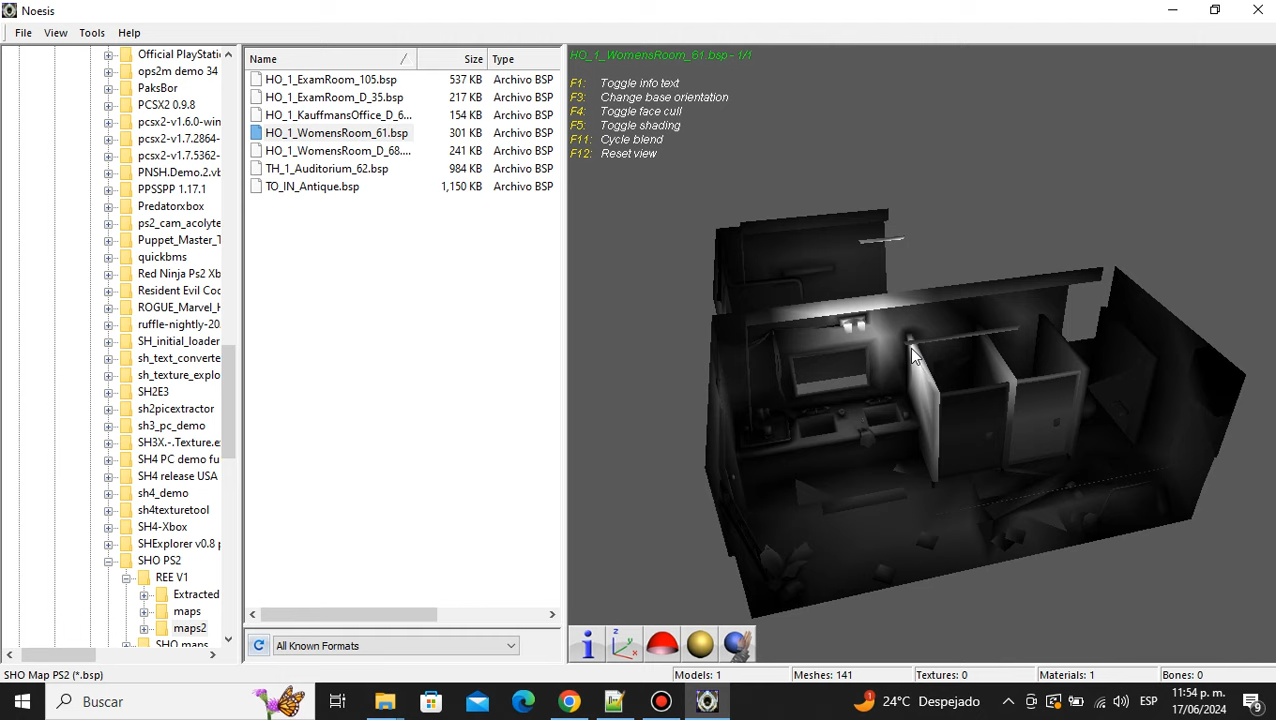 Noesis
File View Tools Help
Official PlayStati
ops2m demo 34
PaksBor
PCSX2 0.9.8
pcsx2-v1.6.0-win
pcsx2-v1.7.2864-
pcsx2-v1.7.5362-
PNSH.Demo.2.vb
PPSSPP 1.17.1
Predatorxbox
ps2_cam_acolyte
Puppet_Master_T
quickbms
Red Ninja Ps2 Xb
Resident Evil Coc
ROGUE_Marvel_H
ruffle-nightly-20
SH_initial_loader
sh_text_converte
sh_texture_explo
SH2E3
sh2picextractor
sh3_pc_demo
SH3X.-.Texture.e
SH4 PC demo fu
SH4 release USA
sh4_demo
sh4texturetool
SH4-Xbox
SHExplorer v0.8 p
SHO PS2
REE V1
Extracted
maps
maps2
SHO maps
Name Size Type
HO_1_ExamRoom_105.bsp 537 KB Archivo BSP
HO_1_ExamRoom_D_35.bsp 217 KB Archivo BSP
HO_1_KauffmansOffice_D_6... 154 KB Archivo BSP
HO_1_WomensRoom_61.bsp 301 KB Archivo BSP
HO_1_WomensRoom_D_68.... 241 KB Archivo BSP
TH_1_Auditorium_62.bsp 984 KB Archivo BSP
TO_IN_Antique.bsp 1,150 KB Archivo BSP
All Known Formats
HO_1_WomensRoom_61.bsp - 1/1
F1: Toggle info text
F3: Change base orientation
F4: Toggle face cull
F5: Toggle shading
F11: Cycle blend
F12: Reset view
SHO Map PS2 (*.bsp) Models: 1 Meshes: 141 Textures: 0 Materials: 1 Bones: 0
Buscar 24°C Despejado ESP 11:54 p. m.
17/06/2024 9